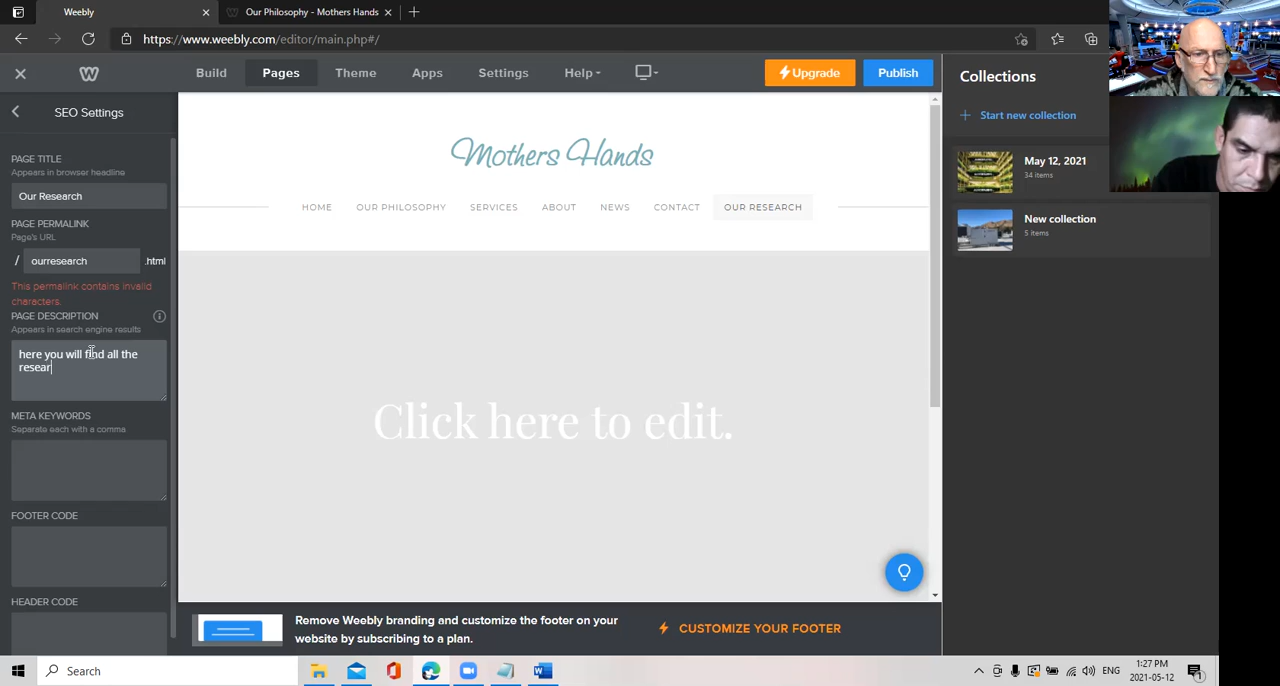 Weebly
Our Philosophy - Mothers Hands
https://www.weebly.com/editor/main.php#/
Build
Pages
Theme
Apps
Settings
Help
Upgrade
Publish
Collections
Start new collection
May 12, 2021
34 items
New collection
5 items
SEO Settings
PAGE TITLE
Appears in browser headline
Our Research
PAGE PERMALINK
Page's URL
/ ourresearch .html
This permalink contains invalid
characters.
PAGE DESCRIPTION
Appears in search engine results
here you will find all the
resear
META KEYWORDS
Separate each with a comma
FOOTER CODE
HEADER CODE
Mothers Hands
HOME OUR PHILOSOPHY SERVICES ABOUT NEWS CONTACT OUR RESEARCH
Click here to edit.
Remove Weebly branding and customize the footer on your
website by subscribing to a plan.
CUSTOMIZE YOUR FOOTER
Search
ENG
1:27 PM
2021-05-12